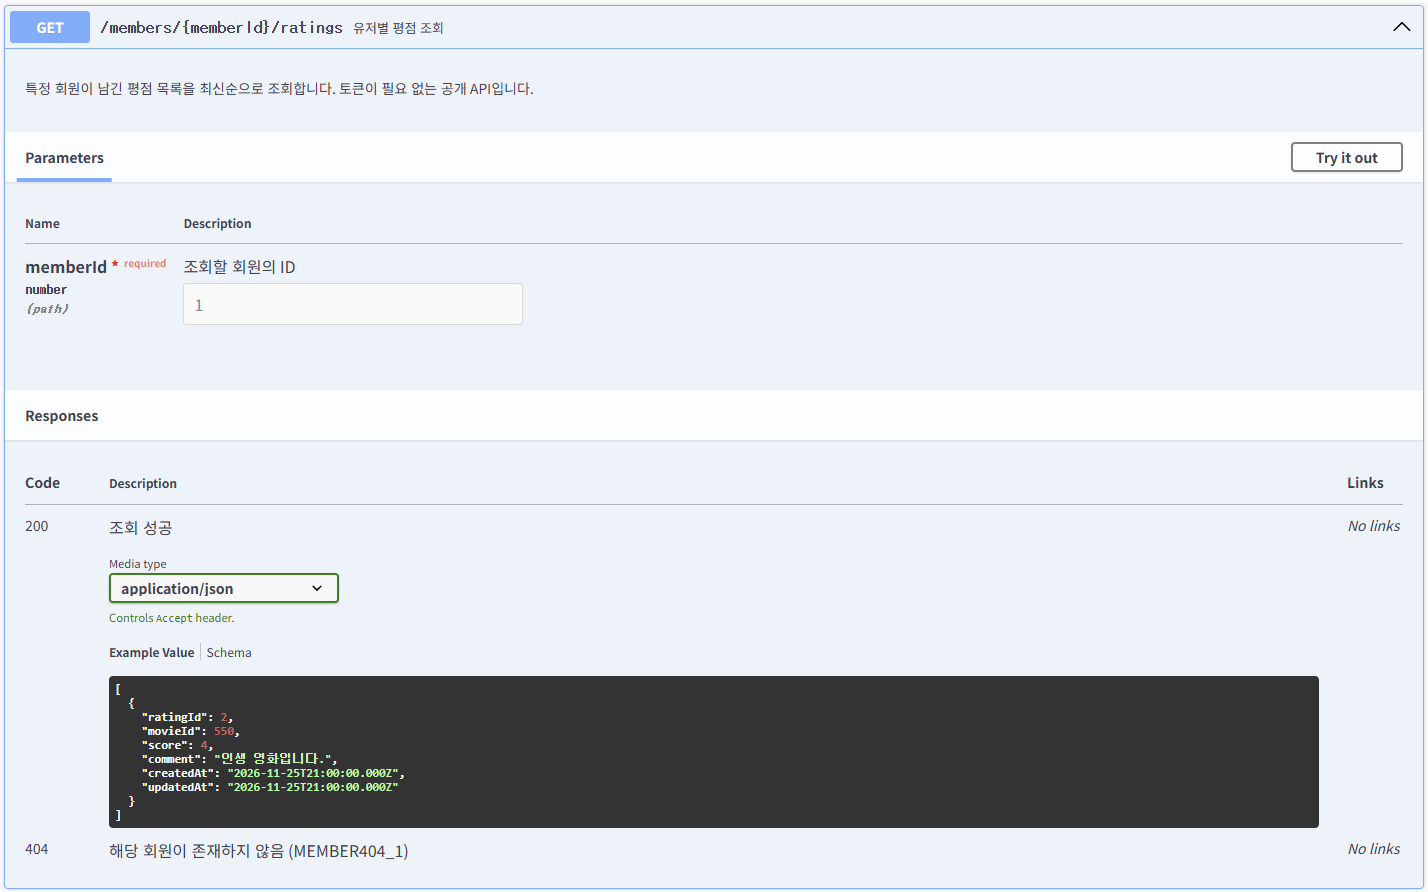 GET /members/{memberId}/ratings 유저별 평점 조회
특정 회원이 남긴 평점 목록을 최신순으로 조회합니다. 토큰이 필요 없는 공개 API입니다.
Parameters Try it out
Name Description
memberId * required 조회할 회원의 ID
number
(path)
1
Responses
Code Description Links
200 조회 성공 No links
Media type
application/json
Controls Accept header.
Example Value Schema
[
  {
    "ratingId": 2,
    "movieId": 550,
    "score": 4,
    "comment": "인생 영화입니다.",
    "createdAt": "2026-11-25T21:00:00.000Z",
    "updatedAt": "2026-11-25T21:00:00.000Z"
  }
]
404 해당 회원이 존재하지 않음 (MEMBER404_1) No links